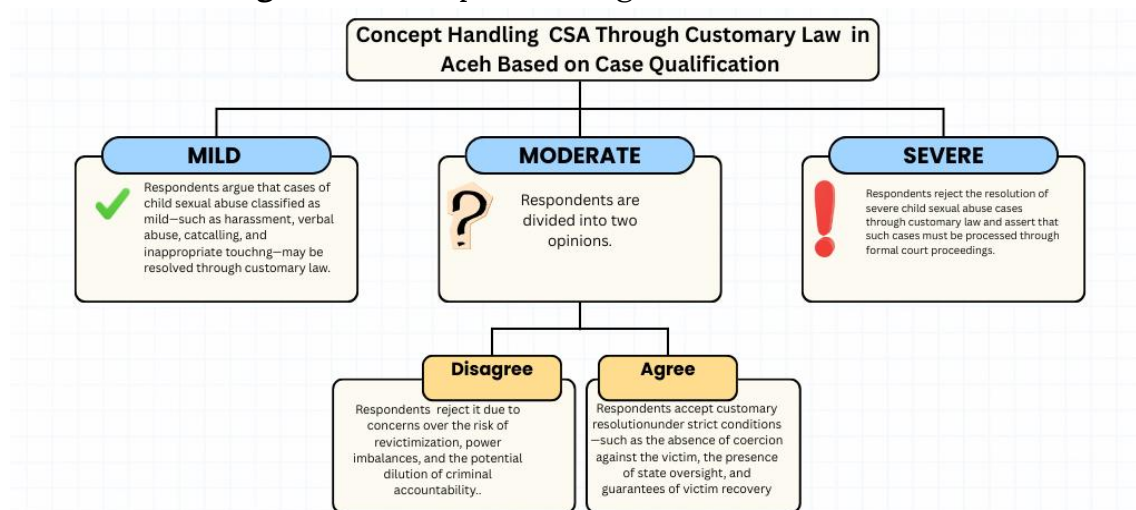 Concept Handling CSA Through Customary Law in
Aceh Based on Case Qualification
MILD
Respondents argue that cases of
child sexual abuse classified as
mild—such as harassment, verbal
abuse, catcalling, and
inappropriate touchng—may be
resolved through customary law.
MODERATE
?
Respondents are
divided into two
opinions.
SEVERE
Respondents reject the resolution of
severe child sexual abuse cases
through customary law and assert that
such cases must be processed through
formal court proceedings.
Disagree
Respondents reject it due to
concerns over the risk of
revictimization, power
imbalances, and the potential
dilution of criminal
accountability..
Agree
Respondents accept customary
resolutionunder strict conditions
—such as the absence of coercion
against the victim, the presence
of state oversight, and
guarantees of victim recovery